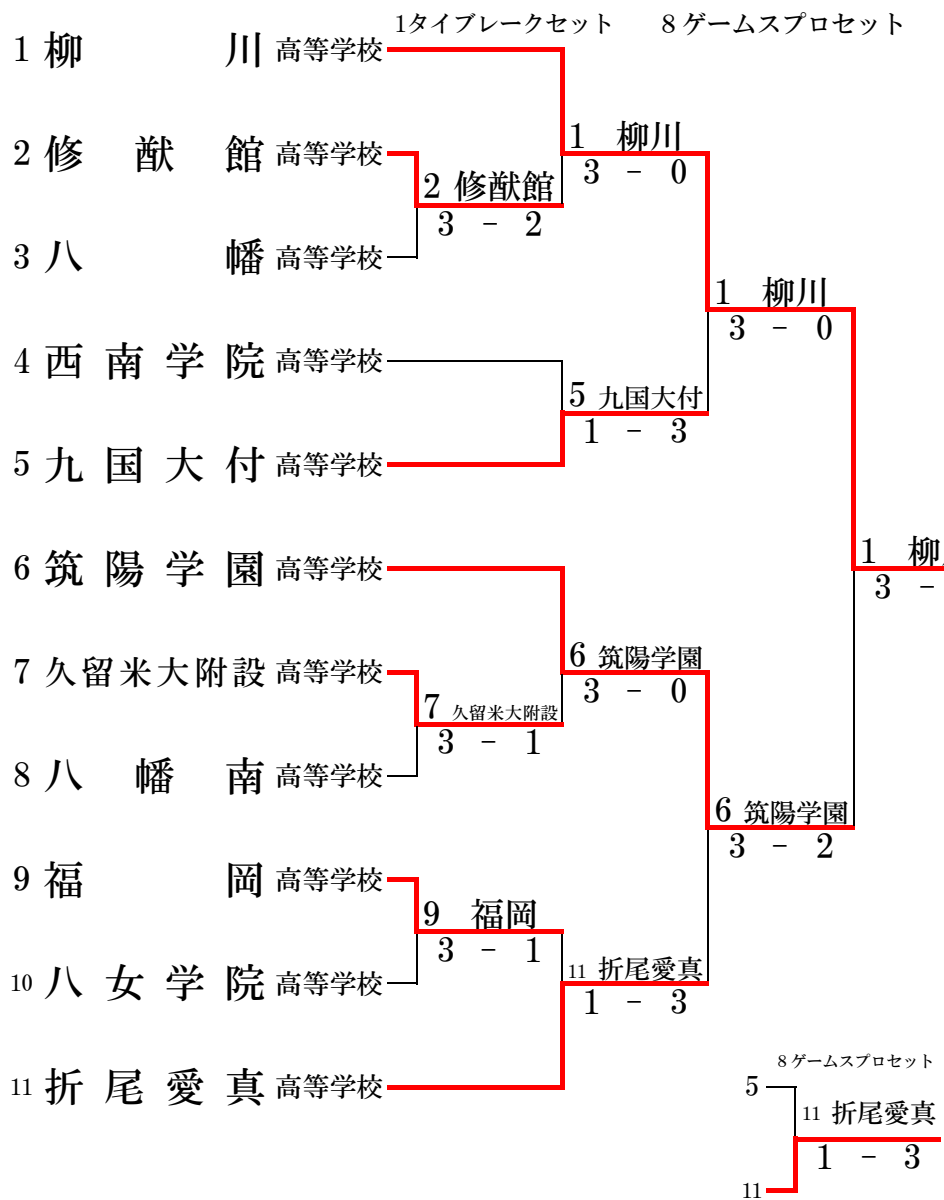 1タイブレークセット 8ゲームスプロセット
1 柳川 高等学校
2 修猷館 高等学校
3 八幡 高等学校
4 西南学院 高等学校
5 九国大付 高等学校
6 筑陽学園 高等学校
7 久留米大附設 高等学校
8 八幡南 高等学校
9 福岡 高等学校
10 八女学院 高等学校
11 折尾愛真 高等学校
2 修猷館
3 - 2
7 久留米大附設
3 - 1
9 福岡
3 - 1
1 柳川
3 - 0
5 九国大付
1 - 3
6 筑陽学園
3 - 0
11 折尾愛真
1 - 3
1 柳川
3 - 0
6 筑陽学園
3 - 2
1 柳
3 -
8ゲームスプロセット
5
11 折尾愛真
1 - 3
11